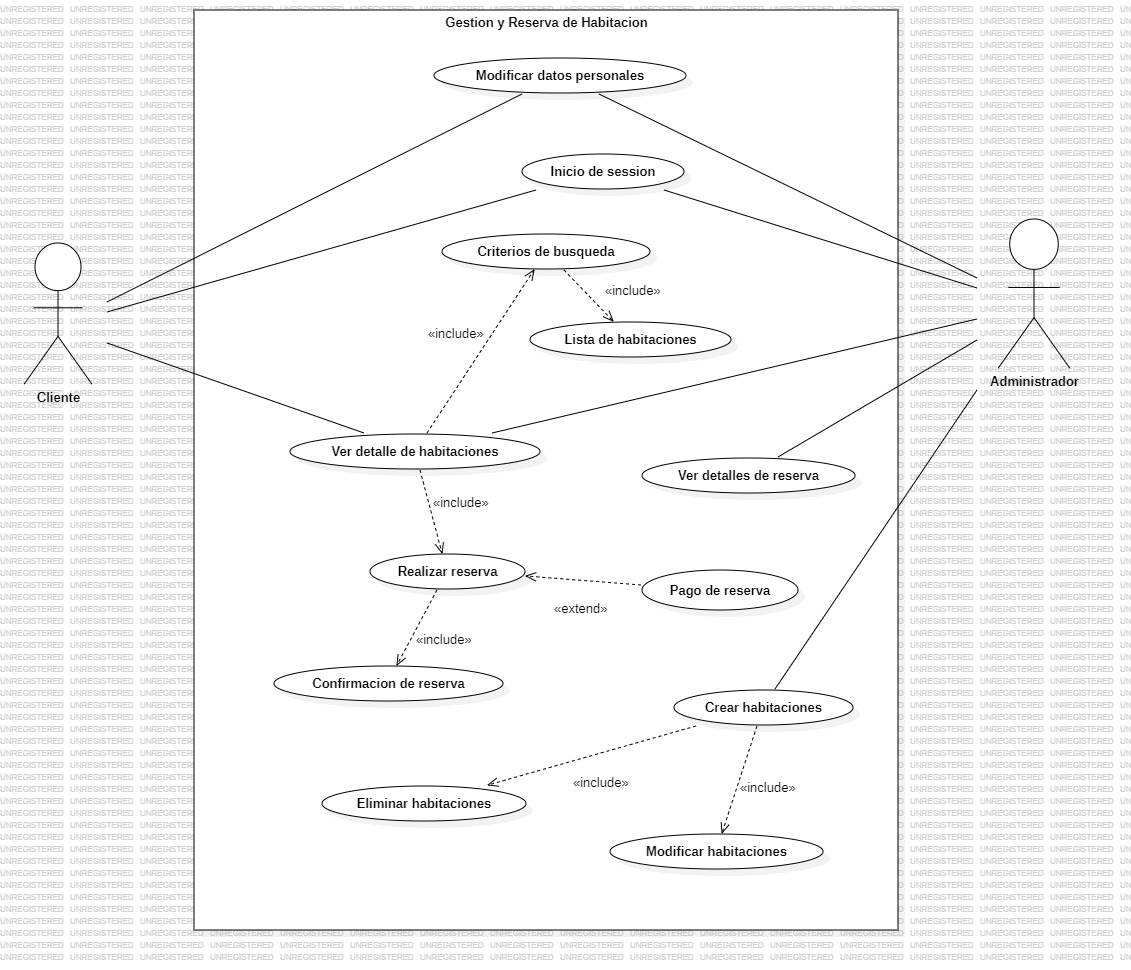 Gestion y Reserva de Habitacion
Modificar datos personales
Inicio de session
Criterios de busqueda
«include»
«include»
Lista de habitaciones
Cliente
Administrador
Ver detalle de habitaciones
Ver detalles de reserva
«include»
Realizar reserva
Pago de reserva
«extend»
«include»
Confirmacion de reserva
Crear habitaciones
«include»
«include»
Eliminar habitaciones
Modificar habitaciones
UNREGISTERED